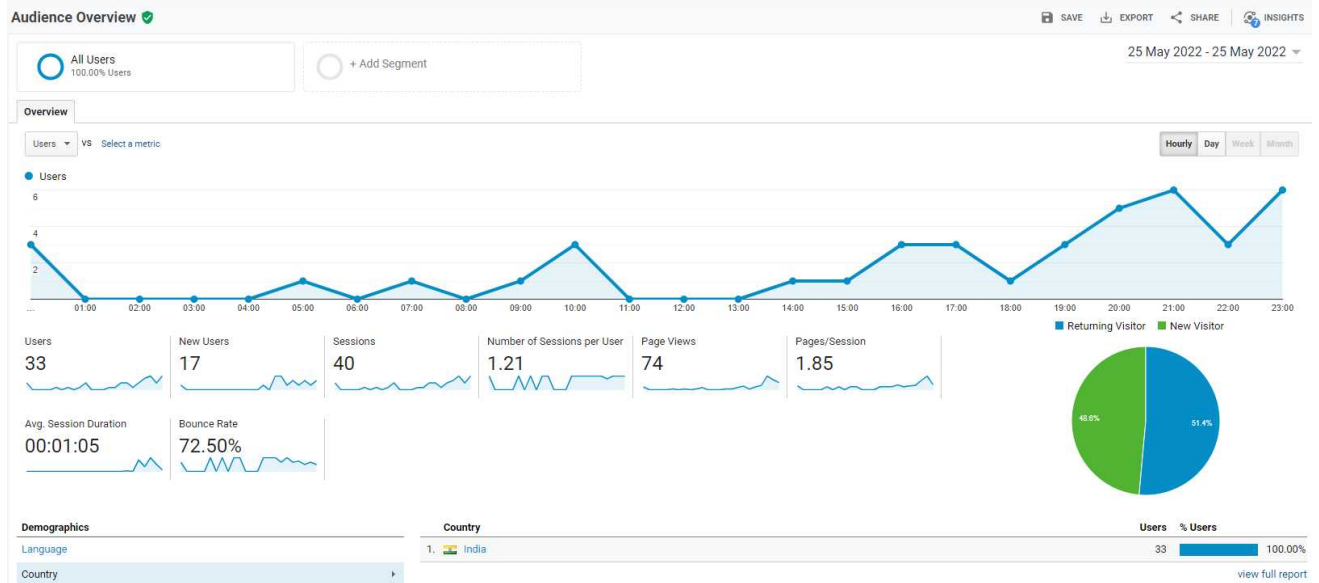 Audience Overview
SAVE EXPORT SHARE INSIGHTS
7
All Users
100.00% Users
+ Add Segment
25 May 2022 - 25 May 2022
Overview
Users VS Select a metric
Hourly Day Week Month
Users
6
4
2
... 01:00 02:00 03:00 04:00 05:00 06:00 07:00 08:00 09:00 10:00 11:00 12:00 13:00 14:00 15:00 16:00 17:00 18:00 19:00 20:00 21:00 22:00 23:00
Returning Visitor New Visitor
Users New Users Sessions Number of Sessions per User Page Views Pages/Session
33 17 40 1.21 74 1.85
48.6% 51.4%
Avg. Session Duration Bounce Rate
00:01:05 72.50%
Demographics Country Users % Users
Language 1. India 33 100.00%
Country view full report